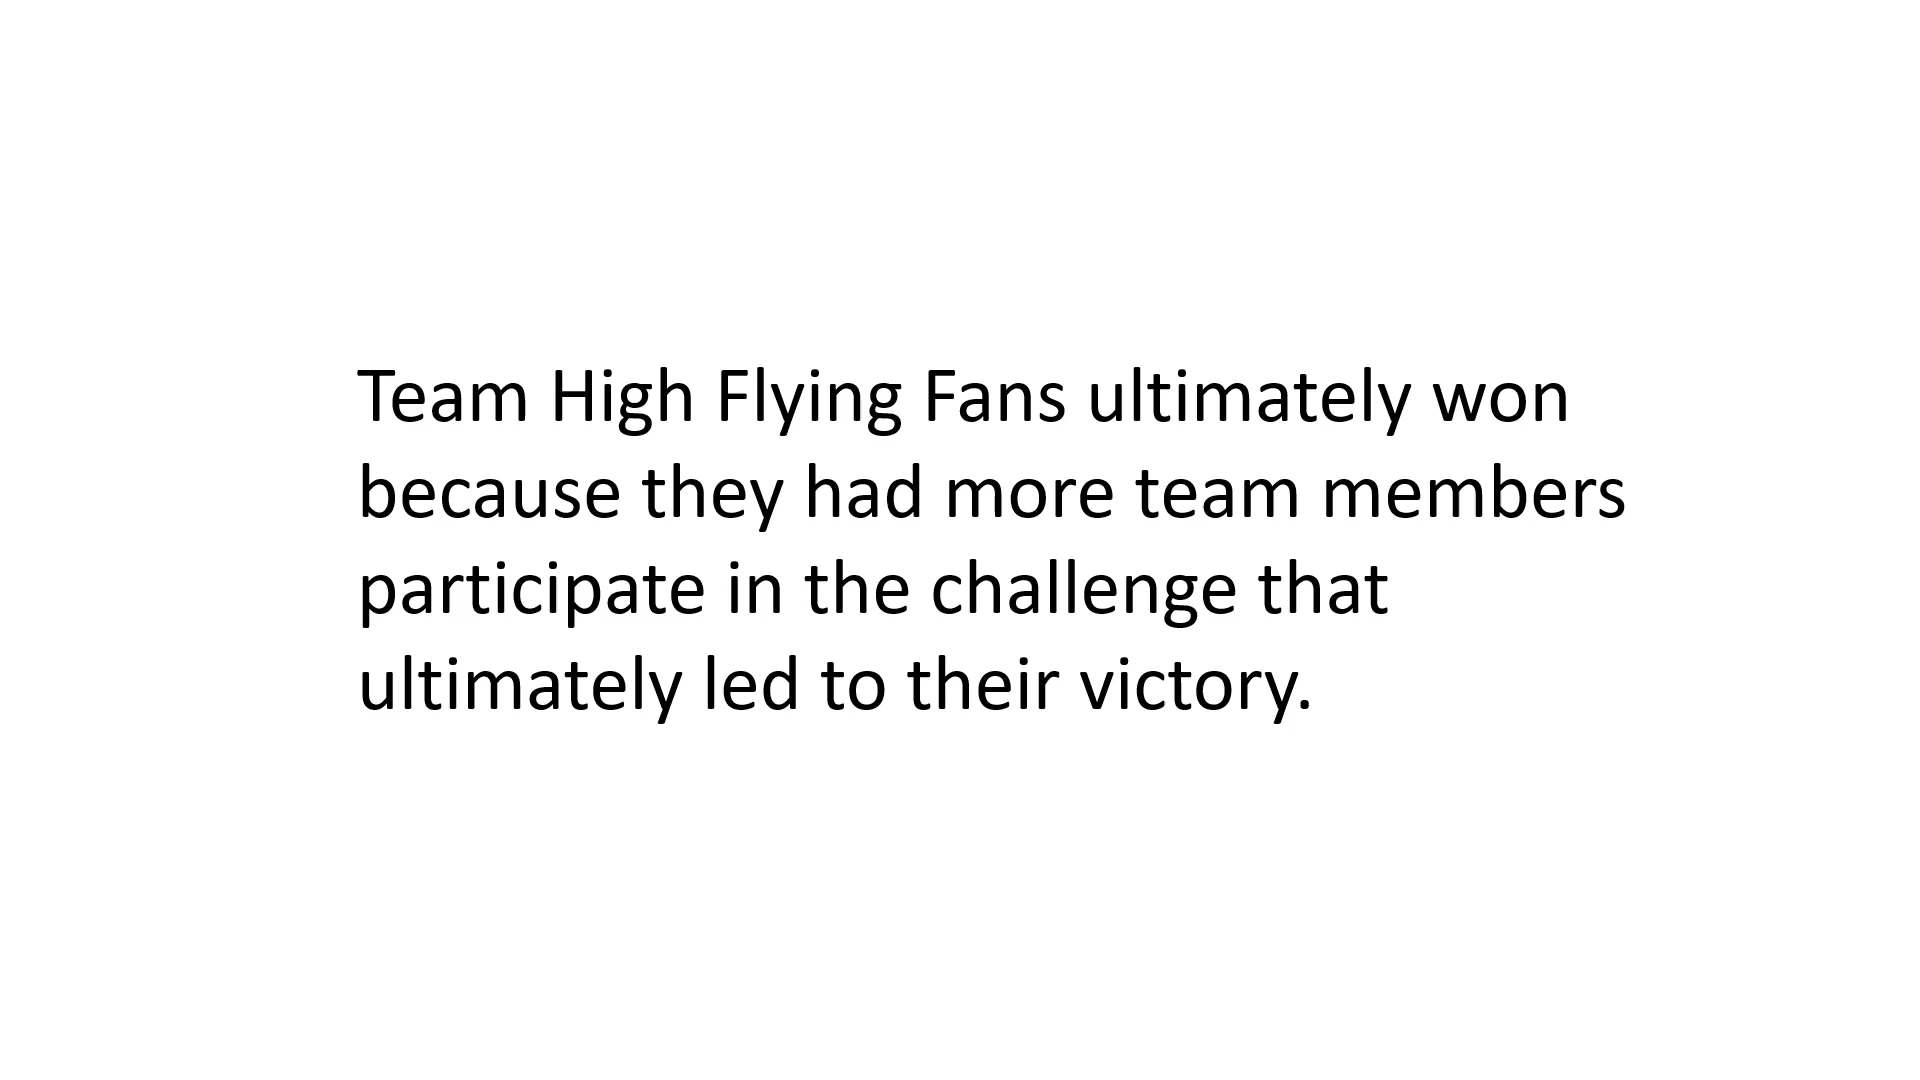 Team High Flying Fans ultimately won
because they had more team members
participate in the challenge that
ultimately led to their victory.